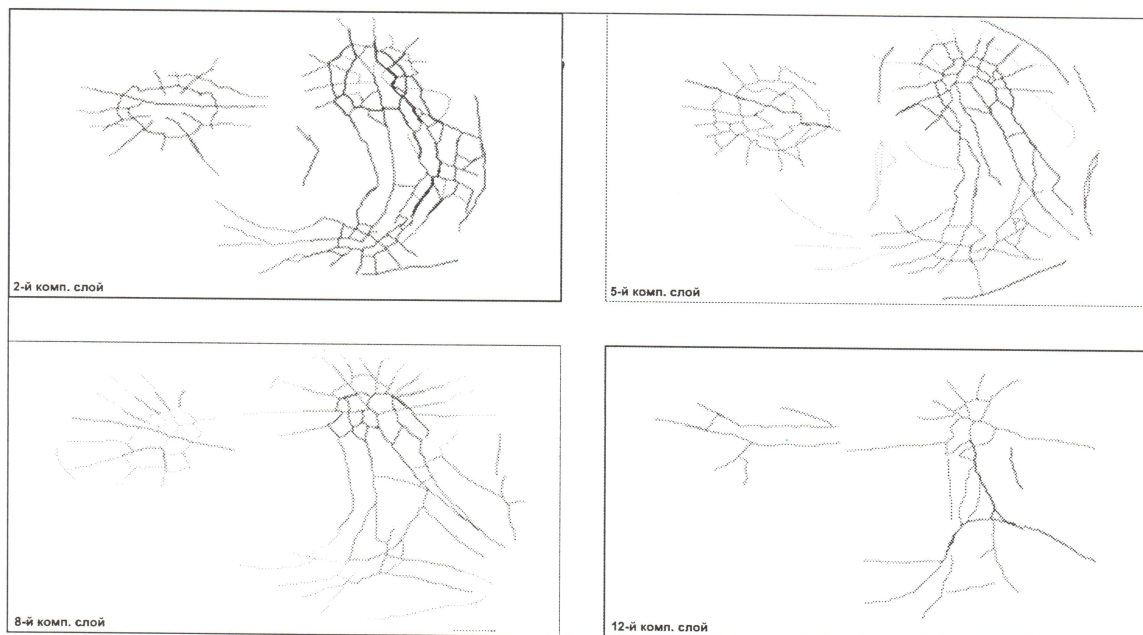 2-й комп. слой
5-й комп. слой
8-й комп. слой
12-й комп. слой